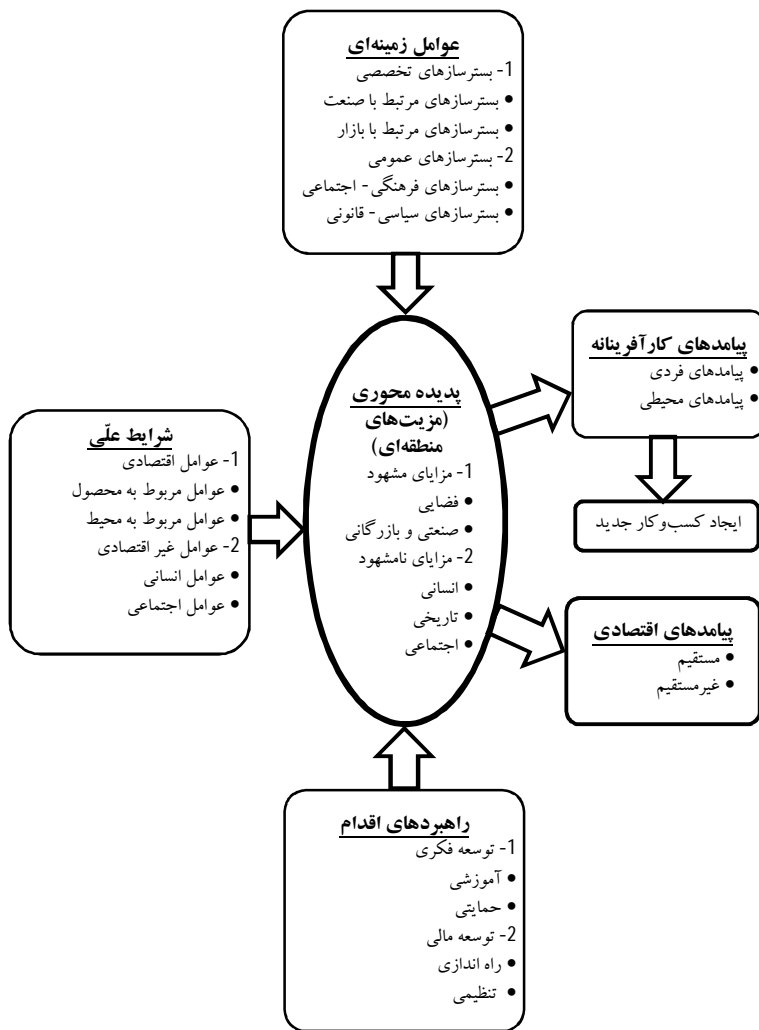 عوامل زمینه‌ای
1- بسترسازهای تخصصی
• بسترسازهای مرتبط با صنعت
• بسترسازهای مرتبط با بازار
2- بسترسازهای عمومی
• بسترسازهای فرهنگی- اجتماعی
• بسترسازهای سیاسی- قانونی
پیامدهای کارآفرینانه
• پیامدهای فردی
• پیامدهای محیطی
ایجاد کسب‌وکار جدید
پدیده محوری
(مزیت‌های
منطقه‌ای)
1- مزایای مشهود
• فضایی
• صنعتی و بازرگانی
2- مزایای نامشهود
• انسانی
• تاریخی
• اجتماعی
شرایط علّی
1- عوامل اقتصادی
• عوامل مربوط به محصول
• عوامل مربوط به محیط
2- عوامل غیر اقتصادی
• عوامل انسانی
• عوامل اجتماعی
پیامدهای اقتصادی
• مستقیم
• غیرمستقیم
راهبردهای اقدام
1- توسعه فکری
• آموزشی
• حمایتی
2- توسعه مالی
• راه اندازی
• تنظیمی